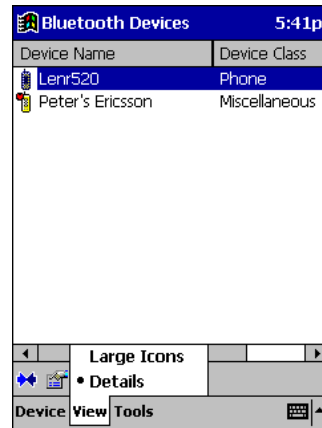 Bluetooth Devices 5:41p
Device Name Device Class
Lenr520 Phone
Peter's Ericsson Miscellaneous
Large Icons
• Details
Device View Tools